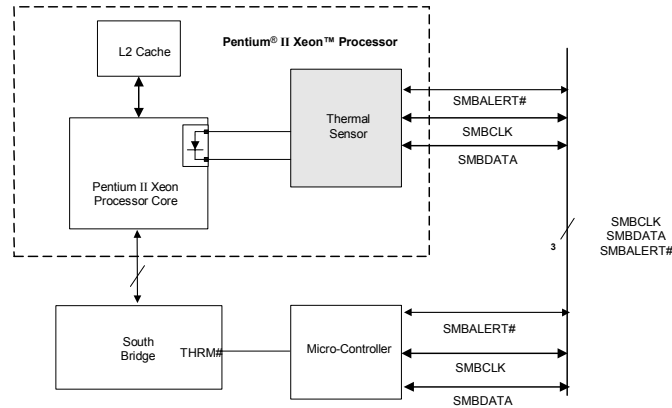 Pentium® II Xeon™ Processor
L2 Cache
SMBALERT#
Thermal
Sensor
SMBCLK
SMBDATA
Pentium II Xeon
Processor Core
SMBCLK
SMBDATA
3
SMBALERT#
SMBALERT#
South
Bridge
THRM#
Micro-Controller
SMBCLK
SMBDATA